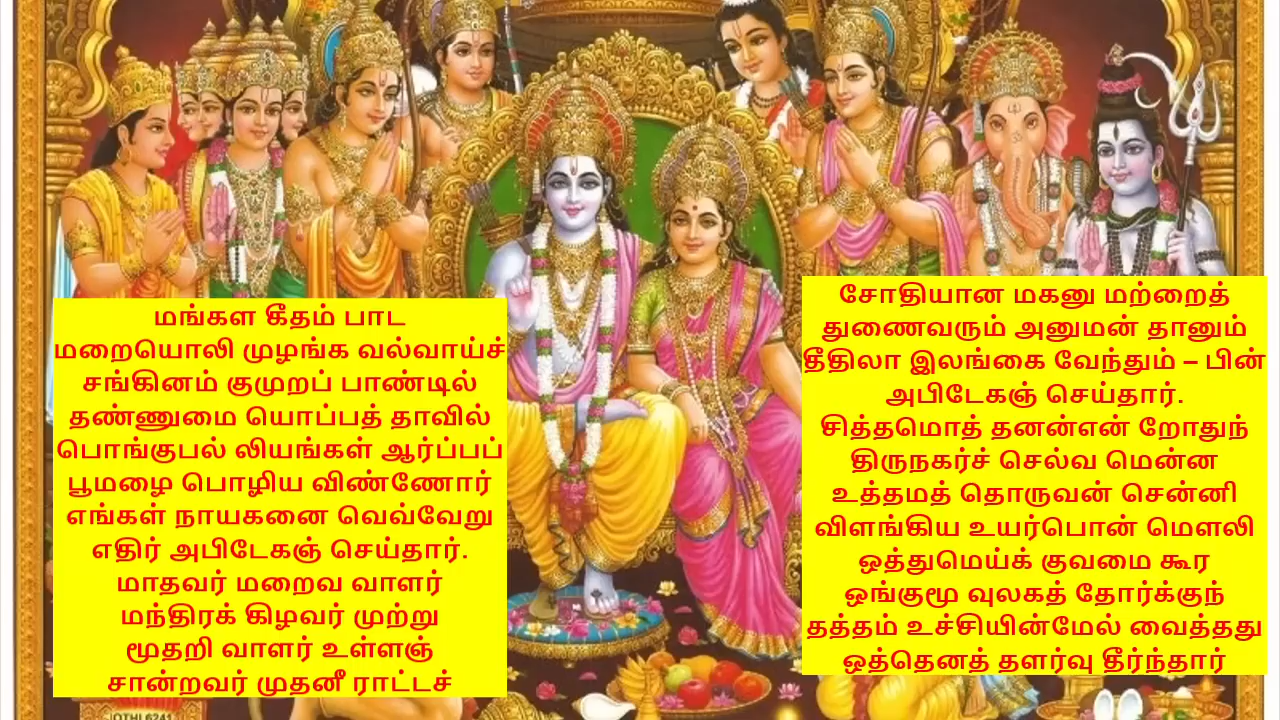 மங்கள கீதம் பாட
மறையொலி முழங்க வல்வாய்ச்
சங்கினம் குமுறப் பாண்டில்
தண்ணுமை யொப்பத் தாவில்
பொங்குபல் லியங்கள் ஆர்ப்பப்
பூமழை பொழிய விண்ணோர்
எங்கள் நாயகனை வெவ்வேறு
எதிர் அபிடேகஞ் செய்தார்.
மாதவர் மறைவ வாளர்
மந்திரக் கிழவர் முற்று
மூதறி வாளர் உள்ளஞ்
சான்றவர் முதனீ ராட்டச்
சோதியான மகனு மற்றைத்
துணைவரும் அனுமன் தானும்
தீதிலா இலங்கை வேந்தும் – பின்
அபிடேகஞ் செய்தார்.
சித்தமொத் தனன்என் றோதுந்
திருநகர்ச் செல்வ மென்ன
உத்தமத் தொருவன் சென்னி
விளங்கிய உயர்பொன் மௌலி
ஒத்துமெய்க் குவமை கூர
ஒங்குமூ வுலகத் தோர்க்குந்
தத்தம் உச்சியின்மேல் வைத்தது
ஒத்தெனத் தளர்வு தீர்ந்தார்
JOTHI 6241